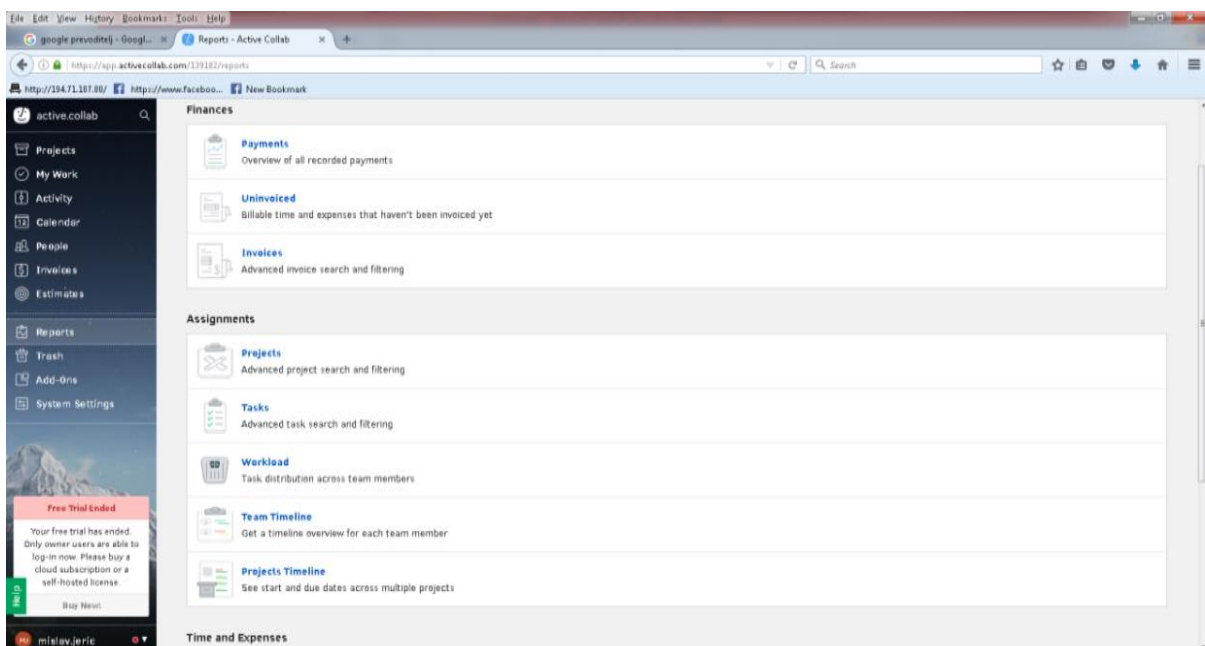 File Edit View History Bookmarks Tools Help
google prevoditelj - Googl... × Reports - Active Collab × +
https://app.activecollab.com/139182/reports Search
http://194.71.107.80/ https://www.faceboo... New Bookmark
active.collab
Projects
My Work
Activity
12 Calendar
People
Invoices
Estimates
Reports
Trash
Add-Ons
System Settings
Free Trial Ended
Your free trial has ended.
Only owner users are able to
log-in now. Please buy a
cloud subscription or a
self-hosted license.
Buy Now!
Help
mislav.jeric
Finances
Payments
Overview of all recorded payments
Uninvoiced
Billable time and expenses that haven't been invoiced yet
Invoices
Advanced invoice search and filtering
Assignments
Projects
Advanced project search and filtering
Tasks
Advanced task search and filtering
Workload
Task distribution across team members
Team Timeline
Get a timeline overview for each team member
Projects Timeline
See start and due dates across multiple projects
Time and Expenses